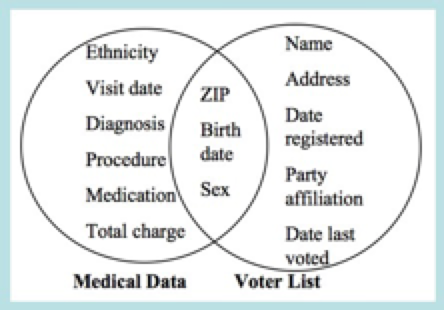 Ethnicity
Visit date
Diagnosis
Procedure
Medication
Total charge
ZIP
Birth
date
Sex
Name
Address
Date
registered
Party
affiliation
Date last
voted
Medical Data
Voter List